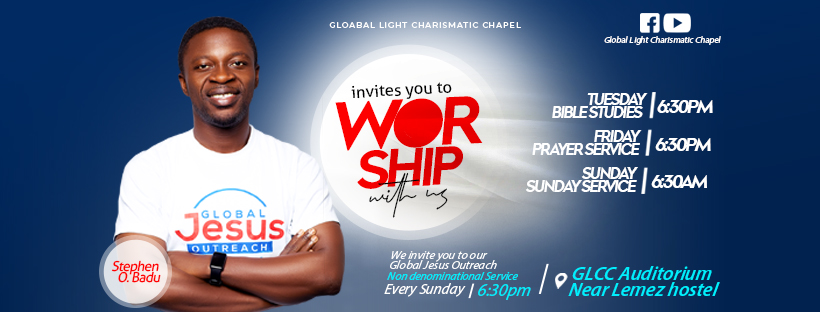 GLOABAL LIGHT CHARISMATIC CHAPEL
Global Light Charismatic Chapel
invites you to
WOR
SHIP
with us
TUESDAY
BIBLE STUDIES | 6:30PM
FRIDAY
PRAYER SERVICE | 6:30PM
SUNDAY
SUNDAY SERVICE | 6:30AM
GLOBAL
Jesus
OUTREACH
Stephen
O. Badu
We Invite you to our
Global Jesus Outreach
Non denominational Service
Every Sunday | 6:30pm
GLCC Auditorium
Near Lemez hostel